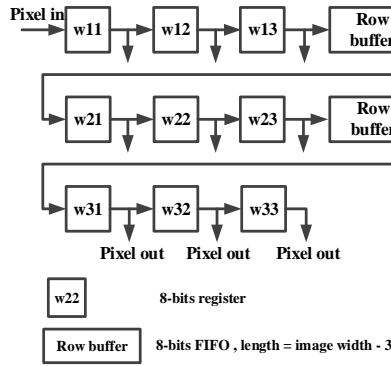 Pixel in
w11 w12 w13 Row buffer
w21 w22 w23 Row buffer
w31 w32 w33
Pixel out Pixel out Pixel out
w22 8-bits register
Row buffer 8-bits FIFO , length = image width - 3